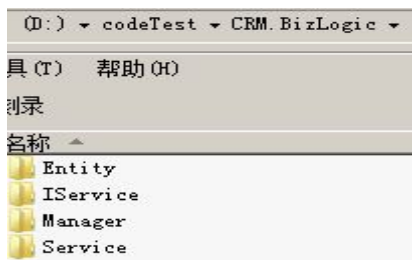 (D:) ▾ codeTest ▾ CRM.BizLogic ▾
具(T) 帮助(H)
刻录
名称
Entity
IService
Manager
Service